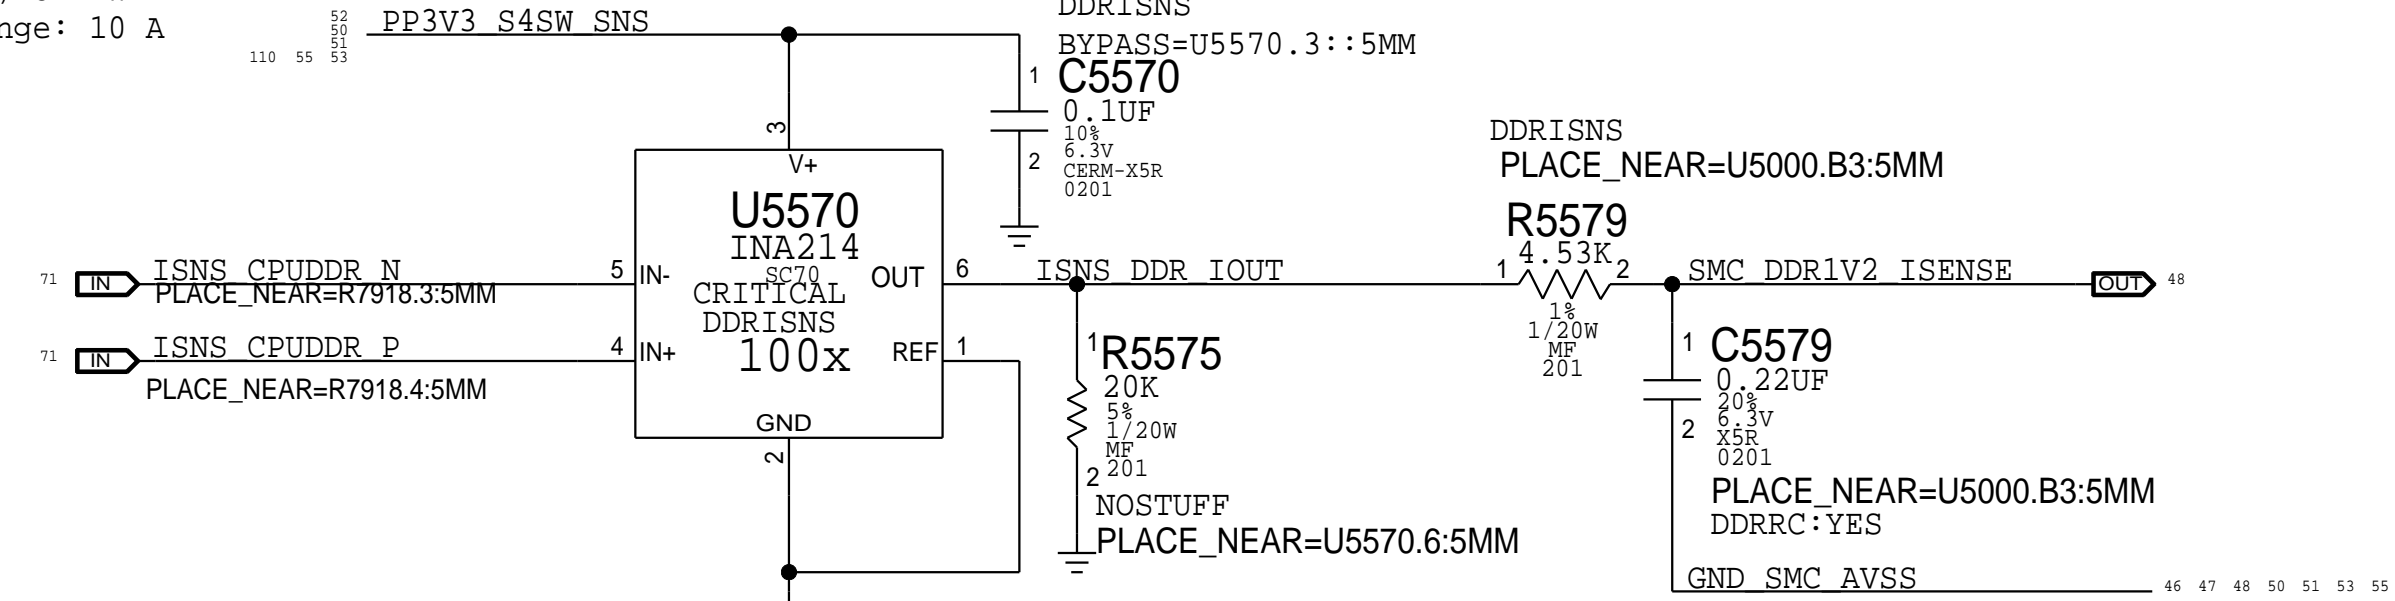 nge: 10 A
52
50
51
110 55 53
PP3V3_S4SW_SNS
DDRISNS
BYPASS=U5570.3::5MM
1
C5570
0.1UF
10%
6.3V
CERM-X5R
0201
2
3
V+
U5570
INA214
SC70
CRITICAL
DDRISNS
100x
71
IN
ISNS_CPUDDR_N
PLACE_NEAR=R7918.3:5MM
5
IN-
71
IN
ISNS_CPUDDR_P
PLACE_NEAR=R7918.4:5MM
4
IN+
OUT
6
REF
1
GND
2
ISNS_DDR_IOUT
1
R5575
20K
5%
1/20W
MF
201
2
NOSTUFF
PLACE_NEAR=U5570.6:5MM
DDRISNS
PLACE_NEAR=U5000.B3:5MM
R5579
4.53K
1
2
1%
1/20W
MF
201
SMC_DDR1V2_ISENSE
OUT
48
1
C5579
0.22UF
20%
6.3V
X5R
0201
2
PLACE_NEAR=U5000.B3:5MM
DDRRC:YES
GND_SMC_AVSS
46 47 48 50 51 53 55